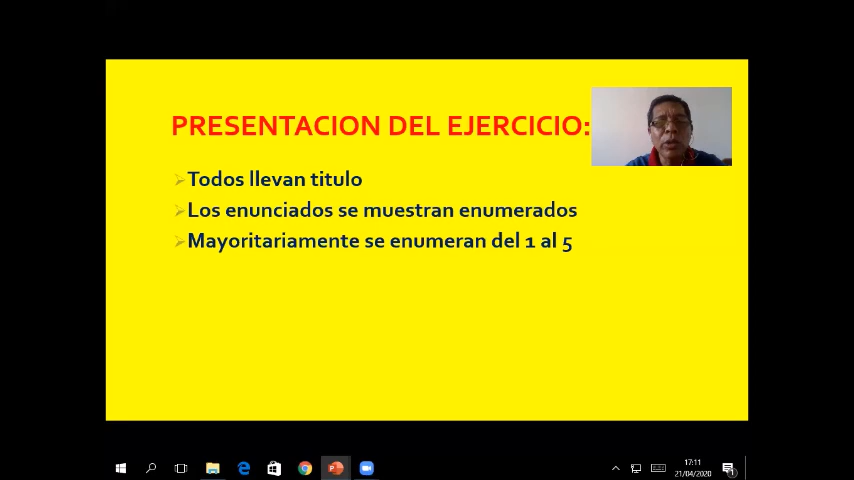 PRESENTACION DEL EJERCICIO:
Todos llevan titulo
Los enunciados se muestran enumerados
Mayoritariamente se enumeran del 1 al 5
17:11
21/04/2020
1